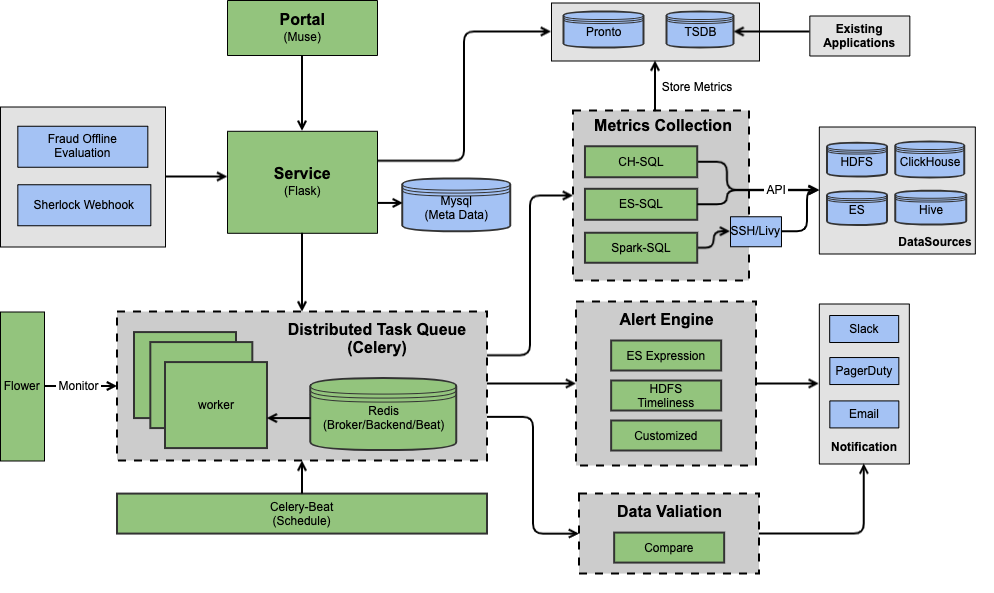 Portal
(Muse)
Pronto
TSDB
Existing
Applications
Store Metrics
Fraud Offline
Evaluation
Sherlock Webhook
Service
(Flask)
Mysql
(Meta Data)
Metrics Collection
CH-SQL
ES-SQL
Spark-SQL
API
SSH/Livy
HDFS
ClickHouse
ES
Hive
DataSources
Flower
Monitor
Distributed Task Queue
(Celery)
worker
Redis
(Broker/Backend/Beat)
Celery-Beat
(Schedule)
Alert Engine
ES Expression
HDFS
Timeliness
Customized
Slack
PagerDuty
Email
Notification
Data Valiation
Compare